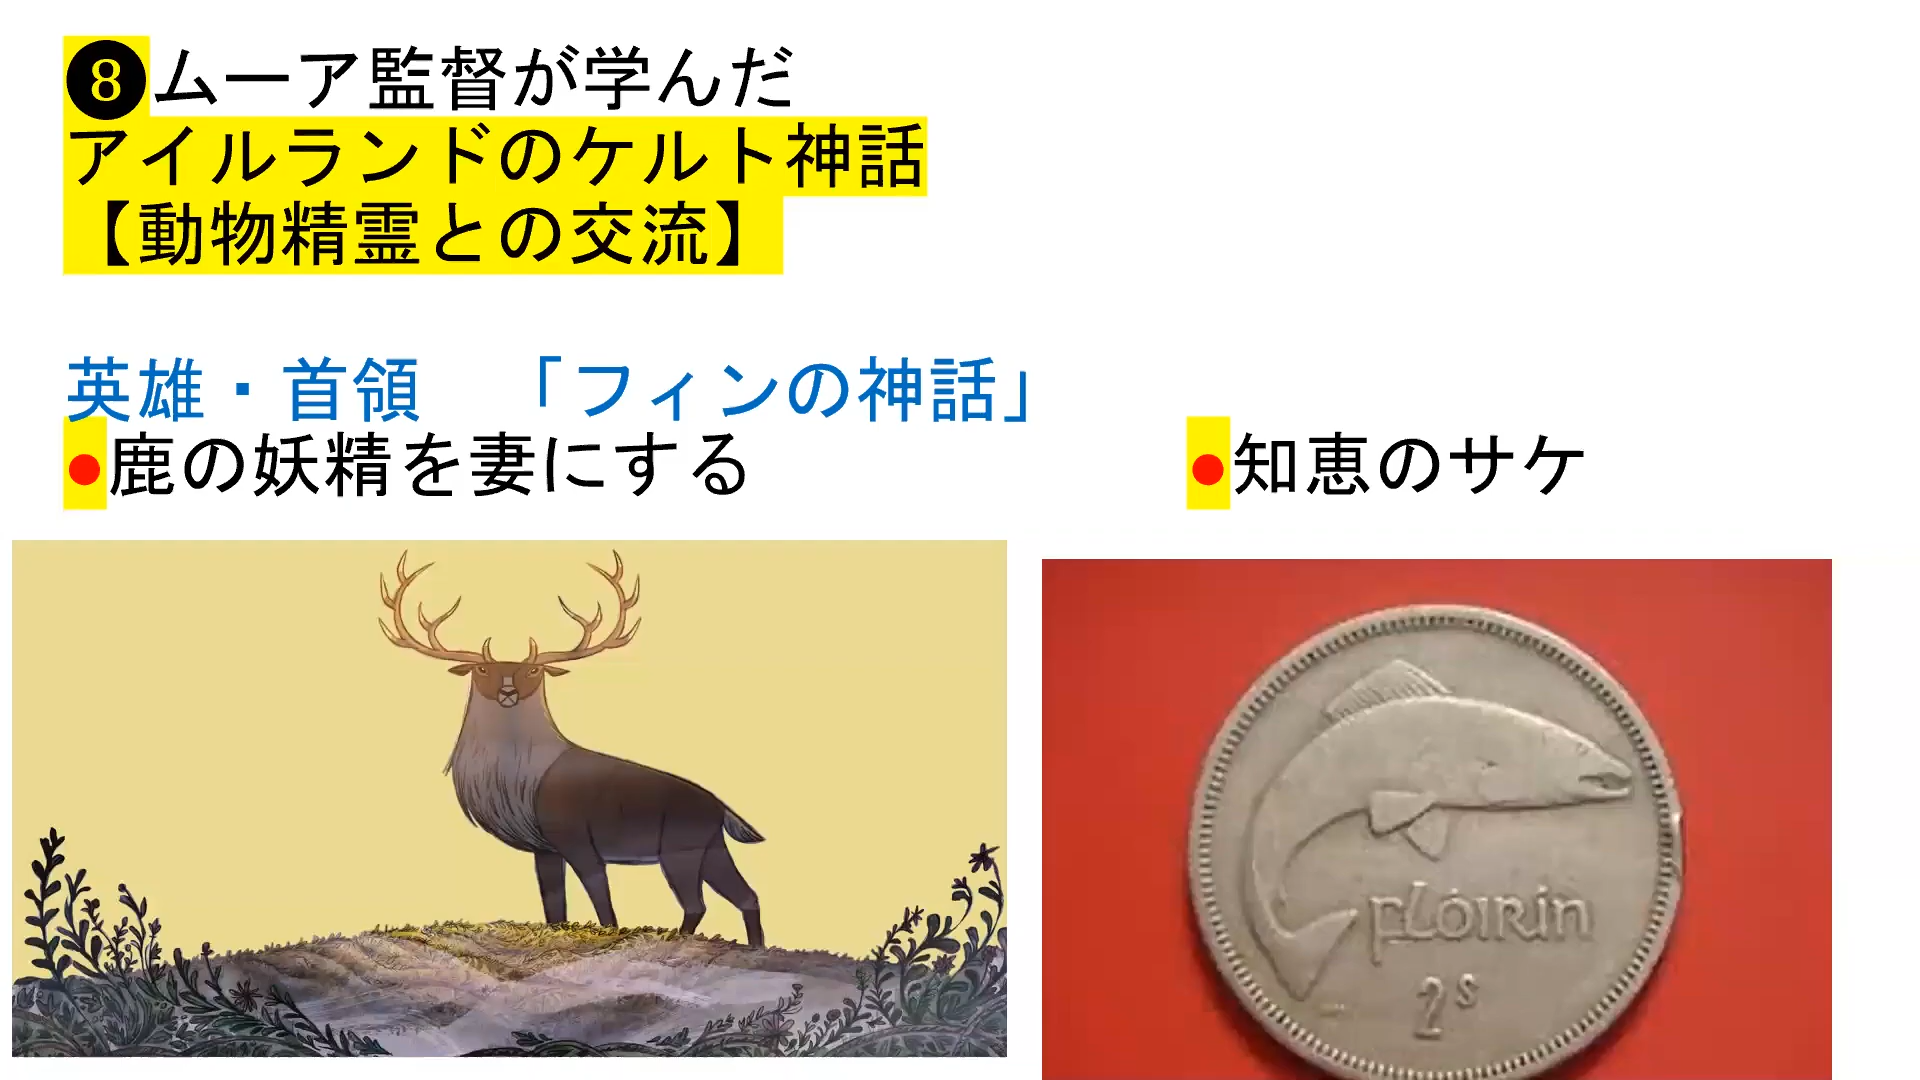 ❽ムーア監督が学んだ
アイルランドのケルト神話
【動物精霊との交流】
英雄・首領　「フィンの神話」
●鹿の妖精を妻にする
●知恵のサケ
FLÓIRÍN
2s